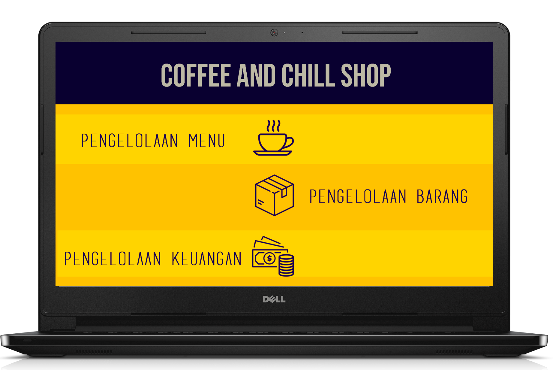 COFFEE AND CHILL SHOP
PENGELOLAAN MENU
PENGELOLAAN BARANG
PENGELOLAAN KEUANGAN
DELL